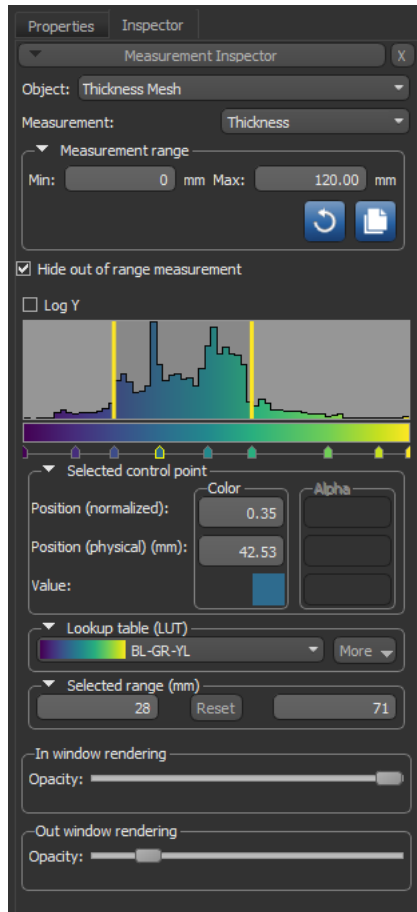 Properties Inspector
Measurement Inspector X
Object: Thickness Mesh
Measurement: Thickness
Measurement range
Min: 0 mm Max: 120.00 mm
Hide out of range measurement
Log Y
Selected control point
Color Alpha
Position (normalized): 0.35
Position (physical) (mm): 42.53
Value:
Lookup table (LUT)
BL-GR-YL More
Selected range (mm)
28 Reset 71
In window rendering
Opacity:
Out window rendering
Opacity: